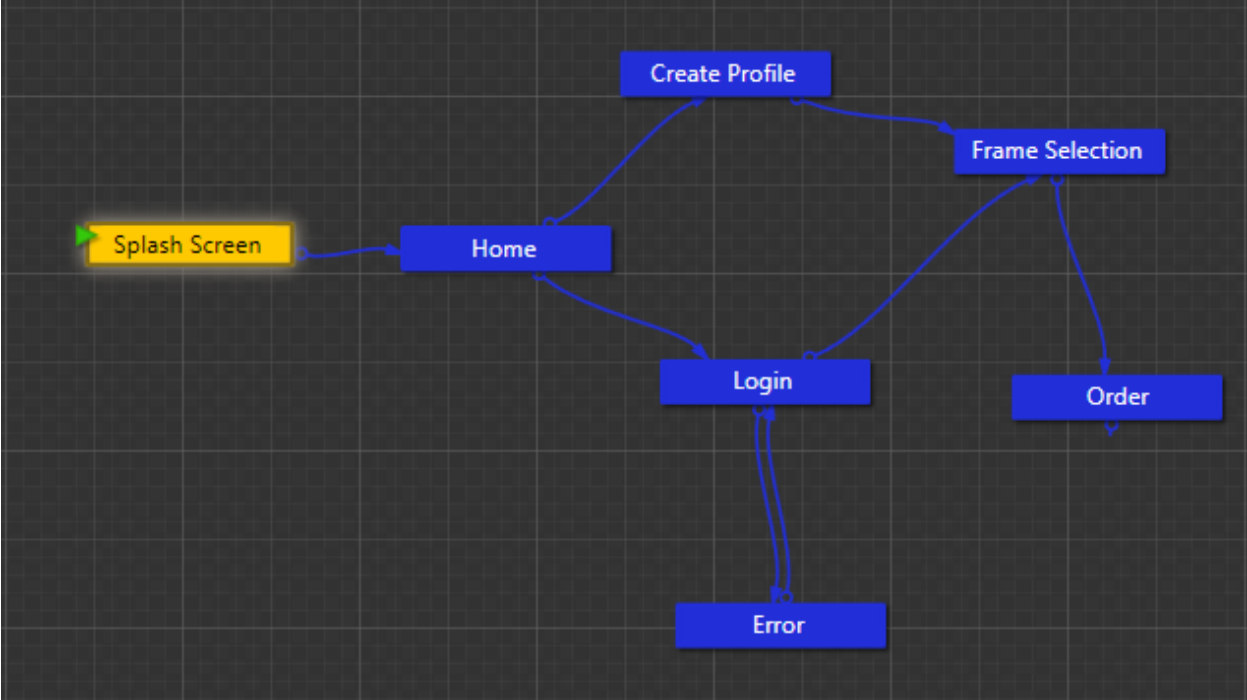 Create Profile
Frame Selection
Splash Screen
Home
Login
Order
Error